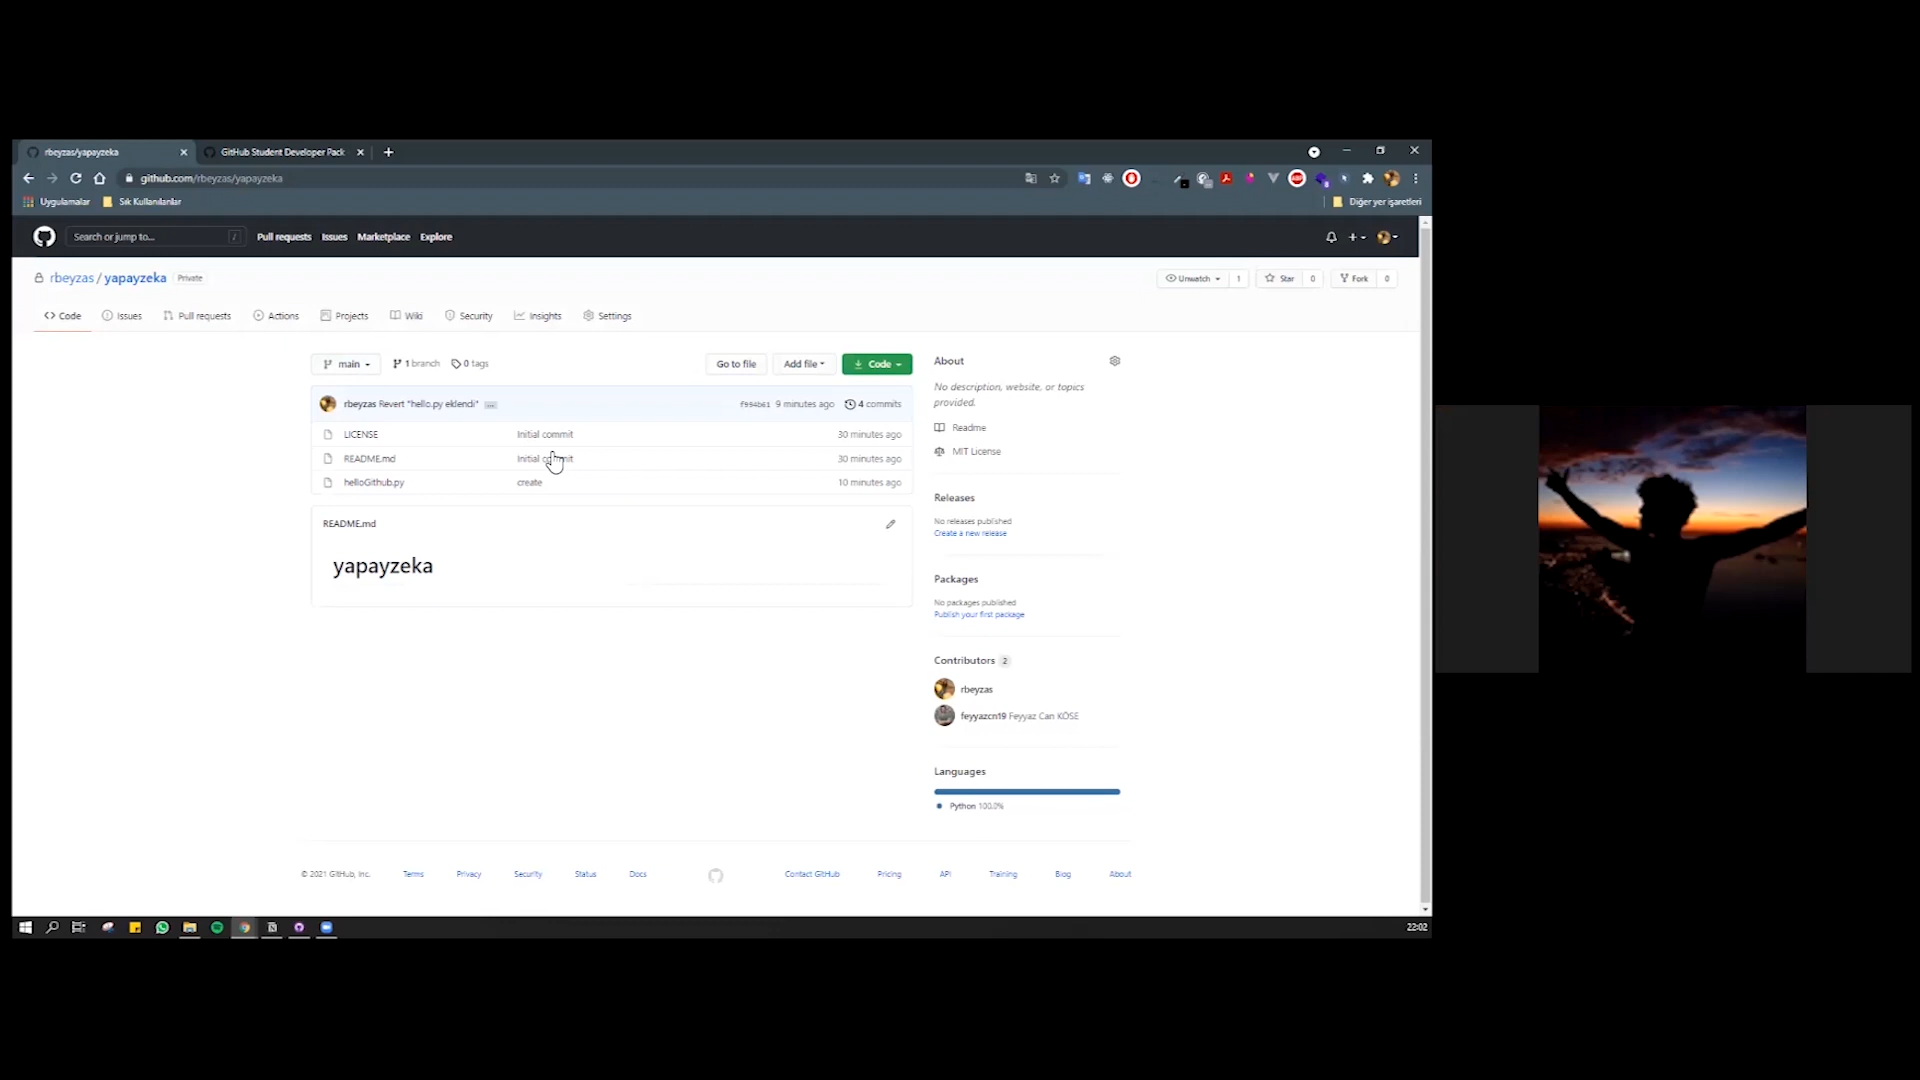 rbeyzas/yapayzeka
GitHub Student Developer Pack
github.com/rbeyzas/yapayzeka
Uygulamalar
Sık Kullanılanlar
Diğer yer işaretleri
Search or jump to...
/
Pull requests
Issues
Marketplace
Explore
rbeyzas / yapayzeka
Private
Unwatch
1
Star
0
Fork
0
Code
Issues
Pull requests
Actions
Projects
Wiki
Security
Insights
Settings
main
1 branch
0 tags
Go to file
Add file
Code
rbeyzas Revert "hello.py eklendi"
9 minutes ago
4 commits
LICENSE
Initial commit
30 minutes ago
README.md
Initial commit
30 minutes ago
helloGithub.py
create
10 minutes ago
README.md
yapayzeka
About
No description, website, or topics
provided.
Readme
MIT License
Releases
No releases published
Create a new release
Packages
No packages published
Publish your first package
Contributors 2
rbeyzas
feyyazcn19 Feyyaz Can KÖSE
Languages
Python 100.0%
© 2021 GitHub, Inc.
Terms
Privacy
Security
Status
Docs
Contact GitHub
Pricing
API
Training
Blog
About
22:02